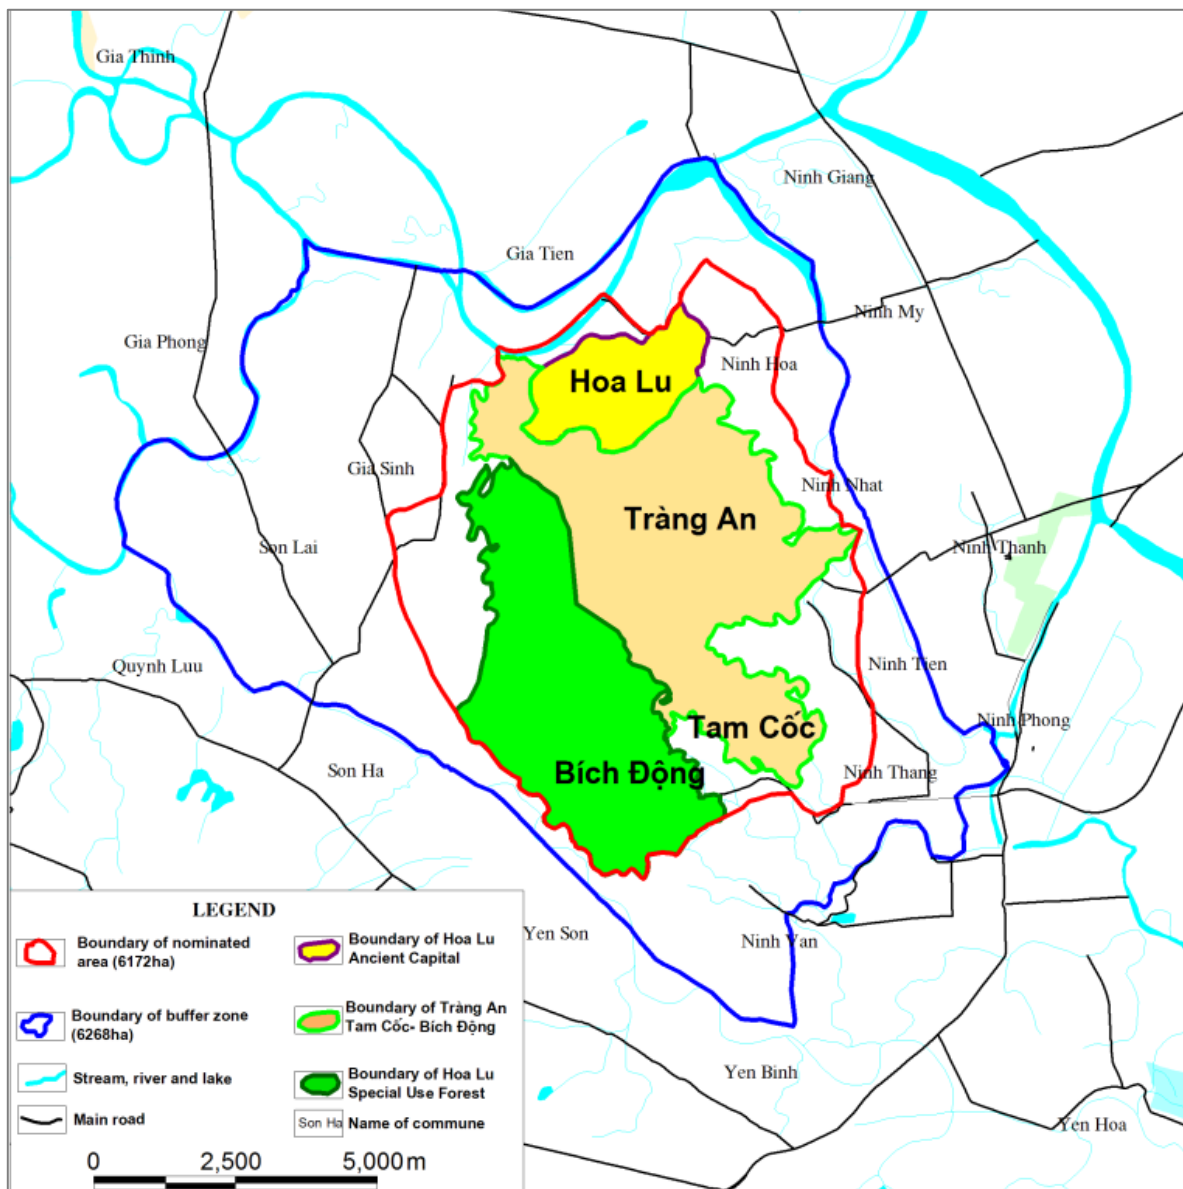 Gia Thinh
Ninh Giang
Gia Tien
Ninh My
Gia Phong
Ninh Hoa
Hoa Lu
Gia Sinh
Ninh Nhat
Tràng An
Son Lai
Ninh Thanh
Quynh Luu
Ninh Tien
Ninh Phong
Tam Cốc
Son Ha
Bích Động
Ninh Thang
Yen Son
Ninh Van
Yen Binh
Yen Hoa
LEGEND
Boundary of nominated
area (6172ha)
Boundary of buffer zone
(6268ha)
Stream, river and lake
Main road
Boundary of Hoa Lu
Ancient Capital
Boundary of Tràng An
Tam Cốc- Bích Động
Boundary of Hoa Lu
Special Use Forest
Son Ha Name of commune
0 2,500 5,000 m